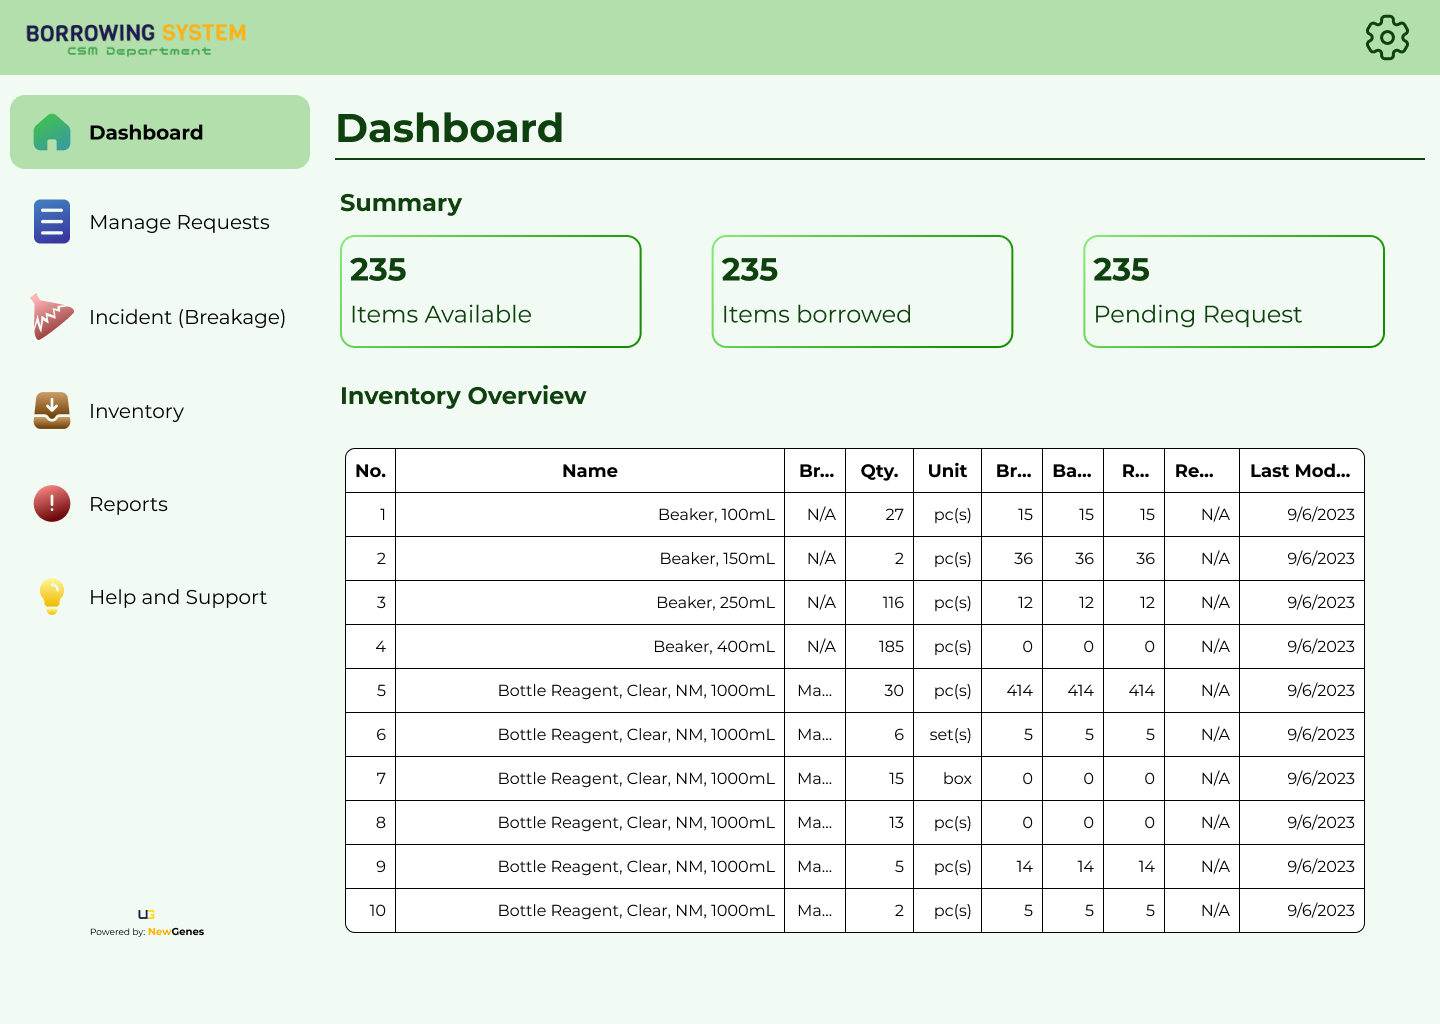 BORROWING SYSTEM
CSM Department
Dashboard
Manage Requests
Incident (Breakage)
Inventory
Reports
Help and Support
UG
Powered by: NewGenes
Dashboard
Summary
235
Items Available
235
Items borrowed
235
Pending Request
Inventory Overview
No. Name Br... Qty. Unit Br... Ba... R... Re... Last Mod...
1 Beaker, 100mL N/A 27 pc(s) 15 15 15 N/A 9/6/2023
2 Beaker, 150mL N/A 2 pc(s) 36 36 36 N/A 9/6/2023
3 Beaker, 250mL N/A 116 pc(s) 12 12 12 N/A 9/6/2023
4 Beaker, 400mL N/A 185 pc(s) 0 0 0 N/A 9/6/2023
5 Bottle Reagent, Clear, NM, 1000mL Ma... 30 pc(s) 414 414 414 N/A 9/6/2023
6 Bottle Reagent, Clear, NM, 1000mL Ma... 6 set(s) 5 5 5 N/A 9/6/2023
7 Bottle Reagent, Clear, NM, 1000mL Ma... 15 box 0 0 0 N/A 9/6/2023
8 Bottle Reagent, Clear, NM, 1000mL Ma... 13 pc(s) 0 0 0 N/A 9/6/2023
9 Bottle Reagent, Clear, NM, 1000mL Ma... 5 pc(s) 14 14 14 N/A 9/6/2023
10 Bottle Reagent, Clear, NM, 1000mL Ma... 2 pc(s) 5 5 5 N/A 9/6/2023